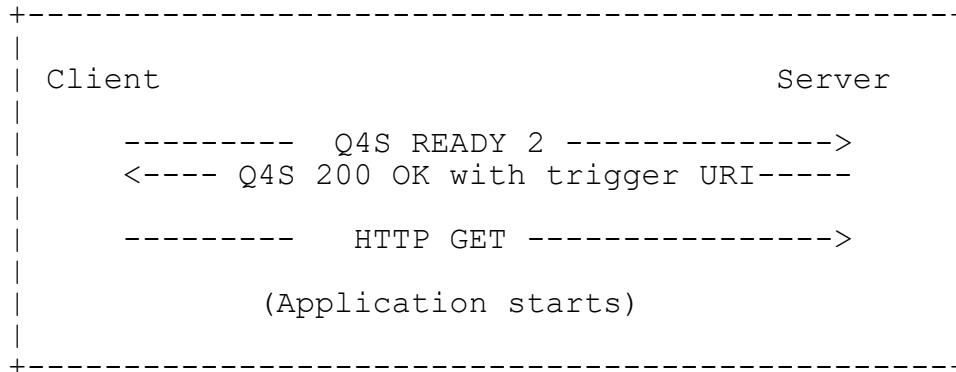 +------------------------------------------------
|
| Client                                Server
|
|     ---------  Q4S READY 2 -------------->
|     <---- Q4S 200 OK with trigger URI-----
|
|     ---------   HTTP GET ---------------->
|
|            (Application starts)
|
+------------------------------------------------